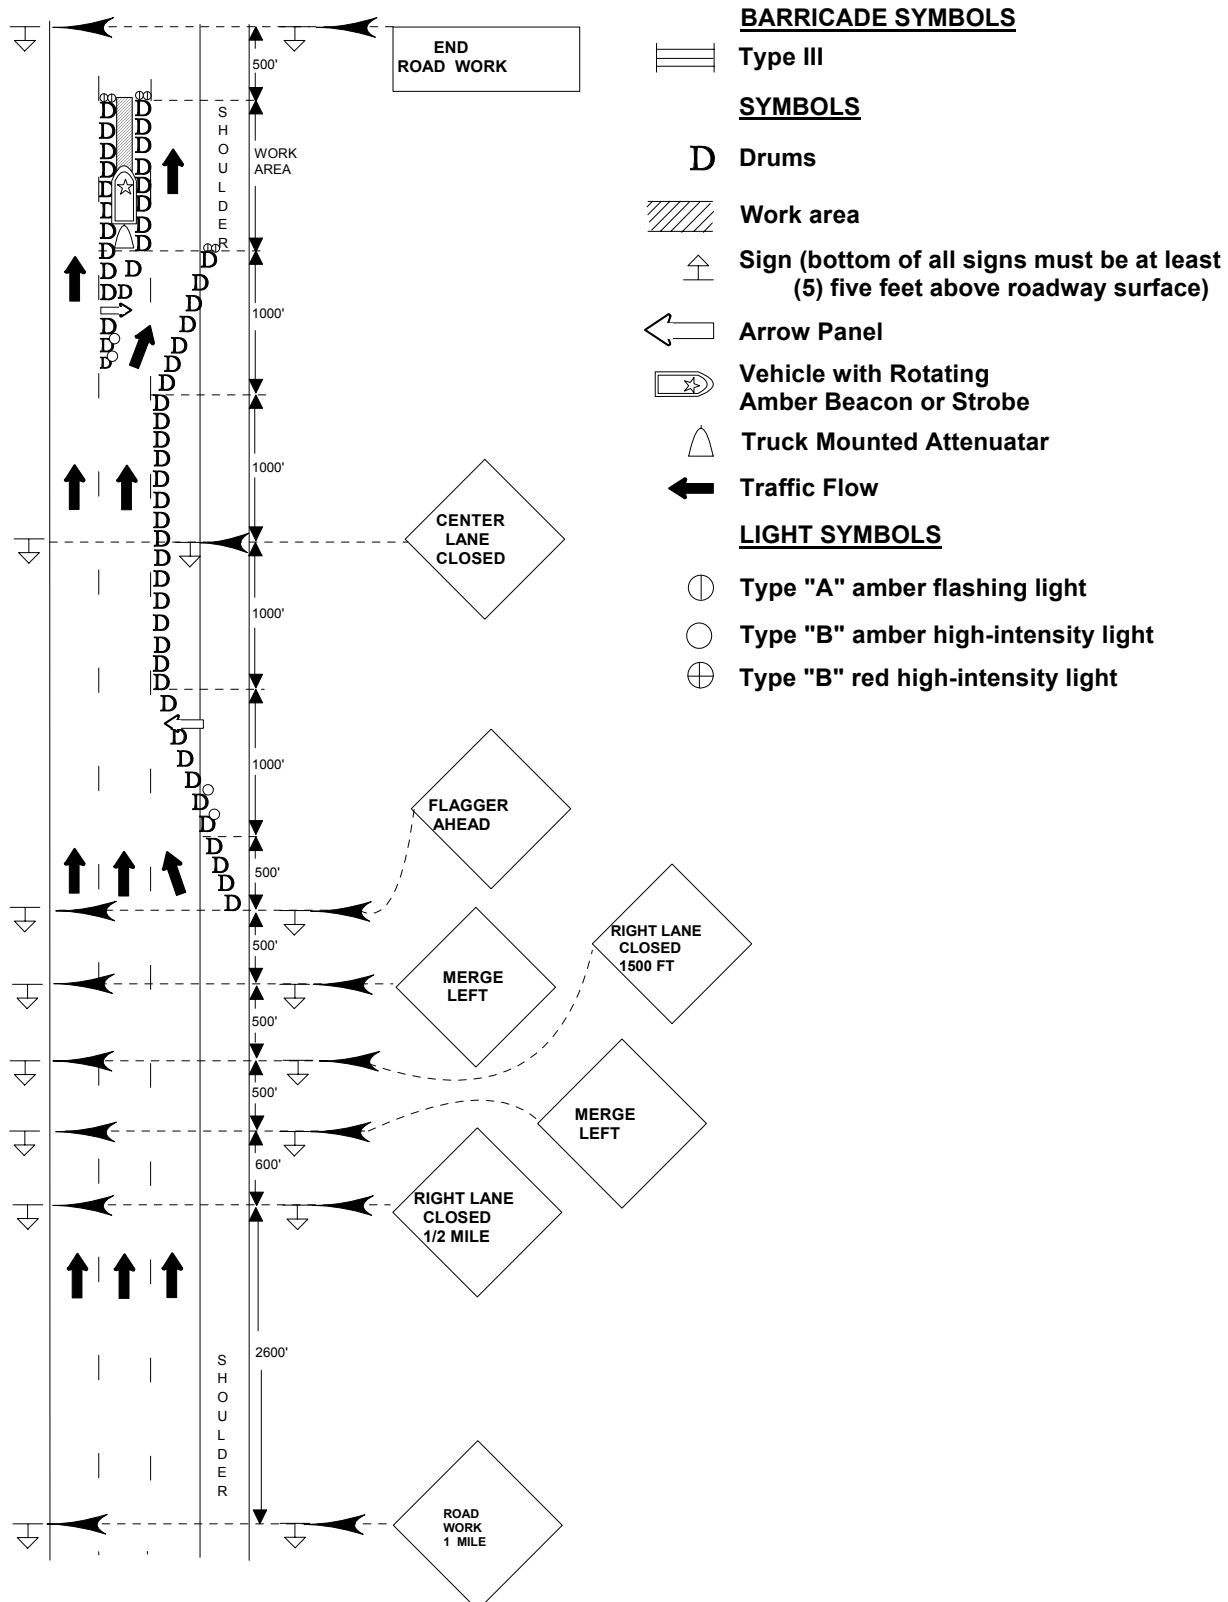 END
ROAD WORK
500'
S
H
O
U
L
D
E
R
WORK
AREA
D D
D D
D D
D D
D D
D D
D D
D D
D D D
D D
D D
D D
D D
D D
1000'
D
D
D
D
D
D
D
1000'
CENTER
LANE
CLOSED
D
D
D
D
D
D
D
1000'
D
D
D
D
D
D
D
1000'
FLAGGER
AHEAD
D
D
D
D
500'
500'
MERGE
LEFT
RIGHT LANE
CLOSED
1500 FT
500'
500'
MERGE
LEFT
600'
RIGHT LANE
CLOSED
1/2 MILE
2600'
S
H
O
U
L
D
E
R
ROAD
WORK
1 MILE
BARRICADE SYMBOLS
Type III
SYMBOLS
D Drums
Work area
Sign (bottom of all signs must be at least
(5) five feet above roadway surface)
Arrow Panel
Vehicle with Rotating
Amber Beacon or Strobe
Truck Mounted Attenuatar
Traffic Flow
LIGHT SYMBOLS
Type "A" amber flashing light
Type "B" amber high-intensity light
Type "B" red high-intensity light